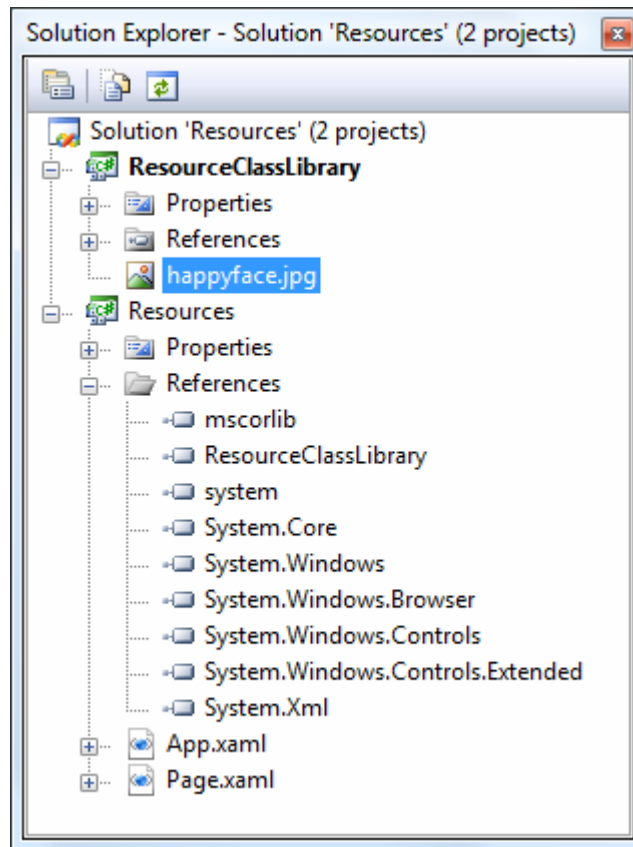 Solution Explorer - Solution 'Resources' (2 projects)
Solution 'Resources' (2 projects)
ResourceClassLibrary
Properties
References
happyface.jpg
Resources
Properties
References
mscorlib
ResourceClassLibrary
system
System.Core
System.Windows
System.Windows.Browser
System.Windows.Controls
System.Windows.Controls.Extended
System.Xml
App.xaml
Page.xaml